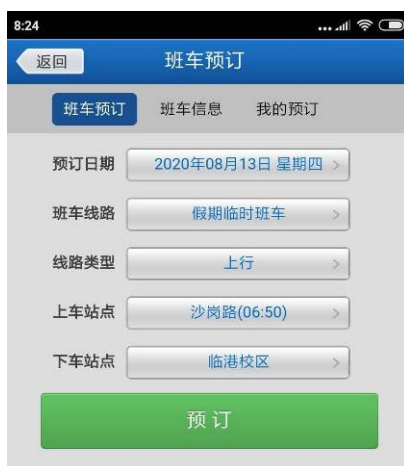 8:24
返回 班车预订
班车预订 班车信息 我的预订
预订日期 2020年08月13日 星期四 >
班车线路 假期临时班车 >
线路类型 上行 >
上车站点 沙岗路(06:50) >
下车站点 临港校区 >
预 订